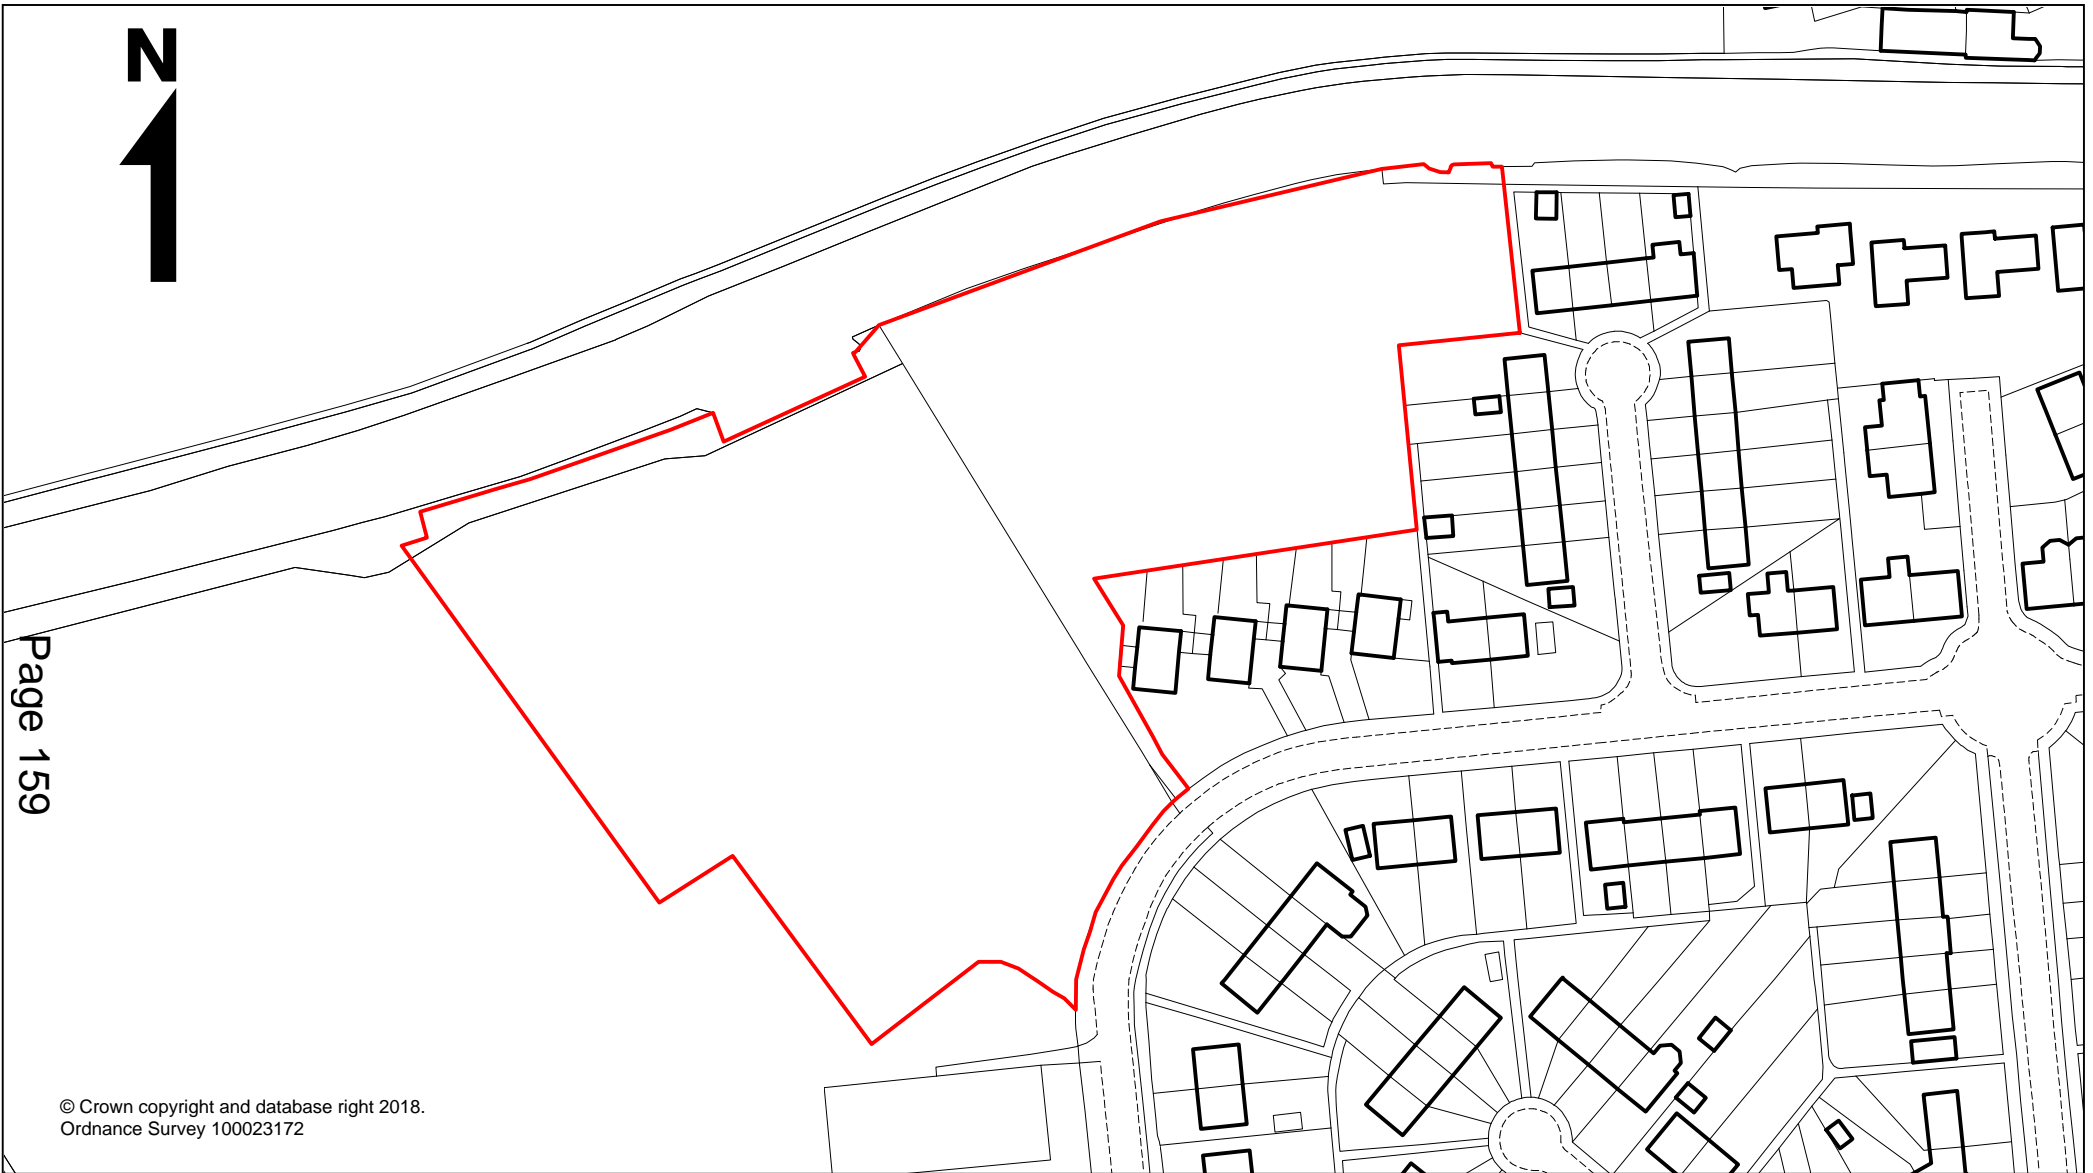 N
Page 159
© Crown copyright and database right 2018.
Ordnance Survey 100023172